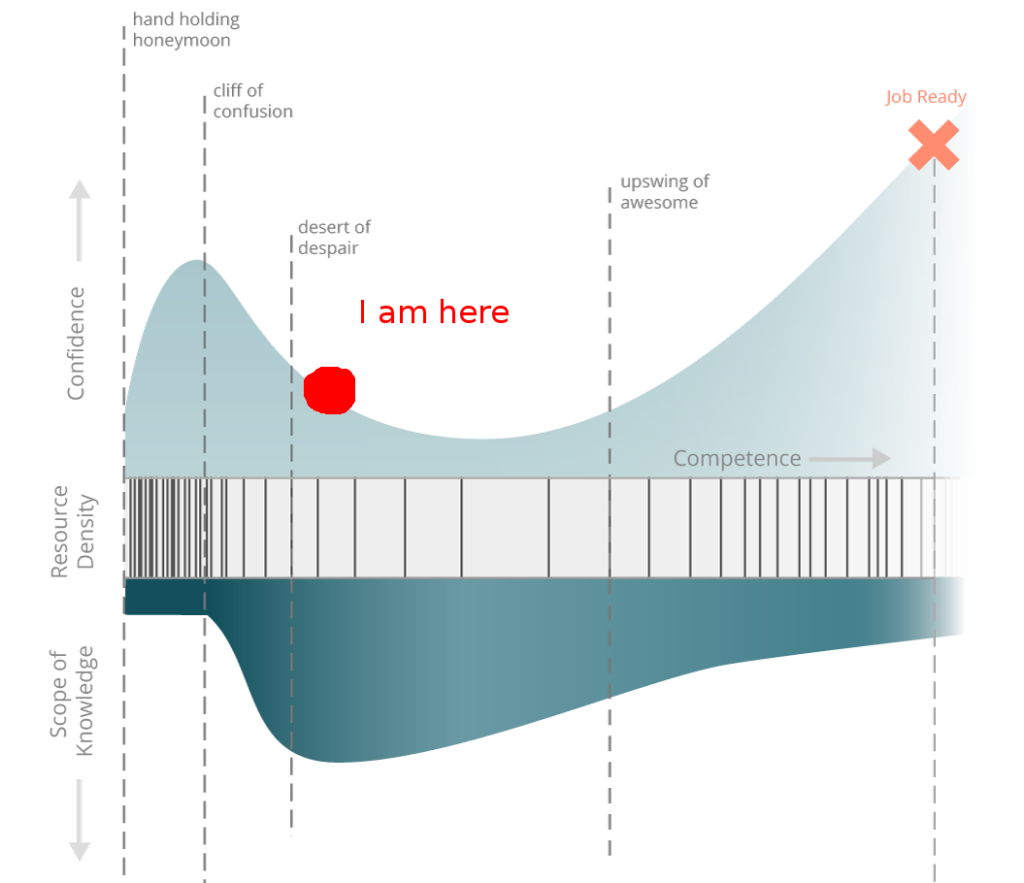 hand holding
honeymoon
cliff of
confusion
Job Ready
upswing of
awesome
desert of
despair
I am here
Confidence
Competence
Resource
Density
Scope of
Knowledge